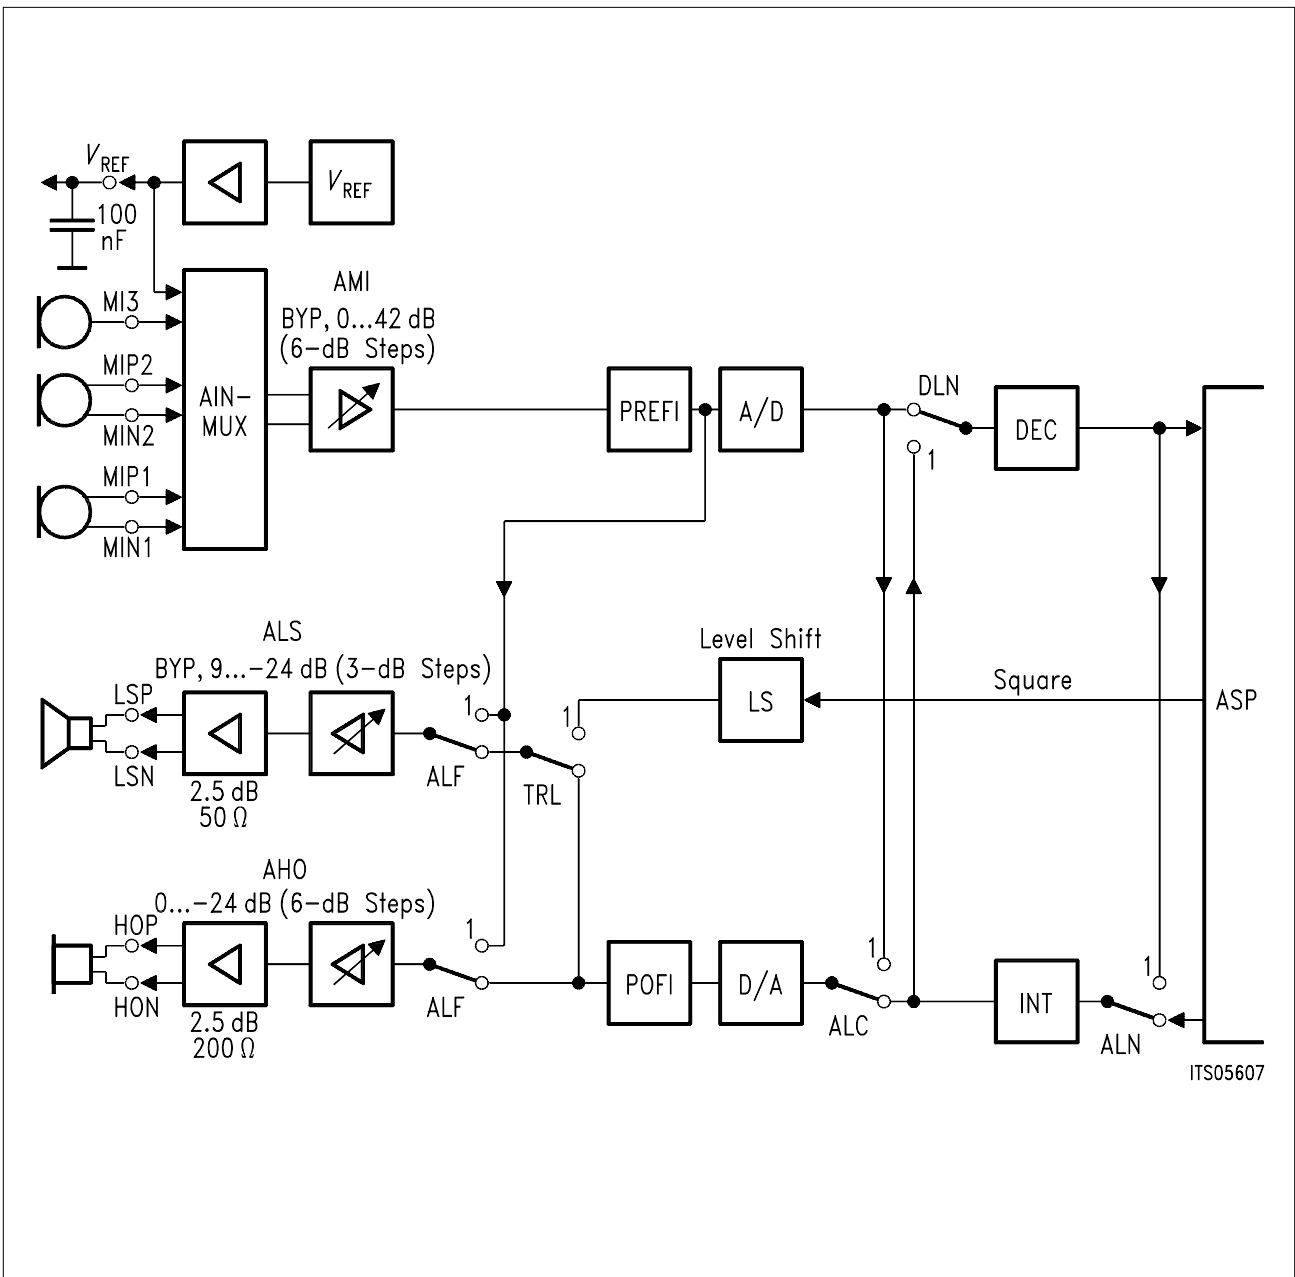 VREF
VREF
100
nF
AMI
MI3
BYP, 0...42 dB
(6-dB Steps)
MIP2
AIN-
MUX
MIN2
PREFI
A/D
DLN
DEC
1
MIP1
MIN1
ALS
BYP, 9...-24 dB (3-dB Steps)
Level Shift
LSP
LS
Square
ASP
1
1
LSN
ALF
TRL
2.5 dB
50 Ω
AHO
0...-24 dB (6-dB Steps)
HOP
1
1
1
POFI
D/A
INT
HON
ALF
ALC
ALN
2.5 dB
200 Ω
ITS05607